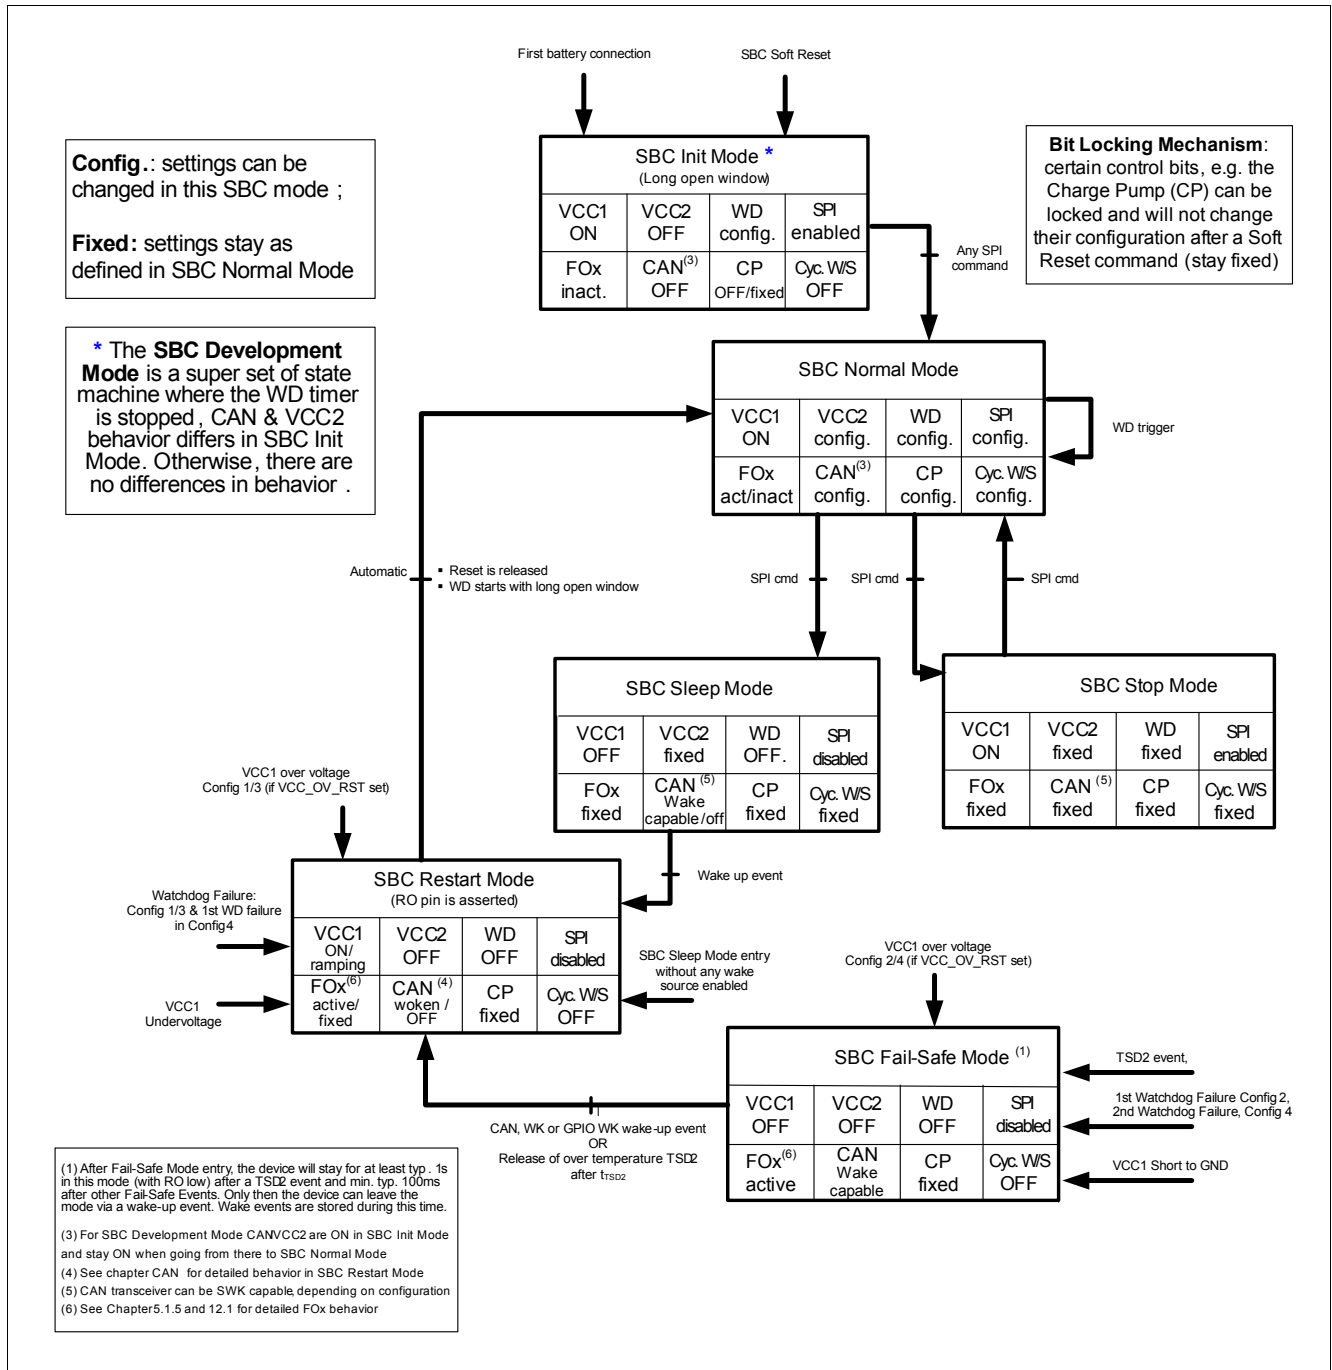 First battery connection
SBC Soft Reset
Config.: settings can be
changed in this SBC mode ;
Fixed: settings stay as
defined in SBC Normal Mode
SBC Init Mode *
(Long open window)
VCC1
ON
VCC2
OFF
WD
config.
SPI
enabled
FOx
inact.
CAN(3)
OFF
CP
OFF/fixed
Cyc. W/S
OFF
Bit Locking Mechanism:
certain control bits, e.g. the
Charge Pump (CP) can be
locked and will not change
their configuration after a Soft
Reset command (stay fixed)
Any SPI
command
* The SBC Development
Mode is a super set of state
machine where the WD timer
is stopped , CAN & VCC2
behavior differs in SBC Init
Mode. Otherwise, there are
no differences in behavior .
SBC Normal Mode
VCC1
ON
VCC2
config.
WD
config.
SPI
config.
FOx
act/inact
CAN(3)
config.
CP
config.
Cyc. W/S
config.
WD trigger
Automatic
▪ Reset is released
▪ WD starts with long open window
SPI cmd
SPI cmd
SPI cmd
SBC Sleep Mode
VCC1
OFF
VCC2
fixed
WD
OFF.
SPI
disabled
FOx
fixed
CAN (5)
Wake
capable/off
CP
fixed
Cyc. W/S
fixed
SBC Stop Mode
VCC1
ON
VCC2
fixed
WD
fixed
SPI
enabled
FOx
fixed
CAN (5)
fixed
CP
fixed
Cyc. W/S
fixed
VCC1 over voltage
Config 1/3 (if VCC_OV_RST set)
Wake up event
Watchdog Failure:
Config 1/3 & 1st WD failure
in Config4
VCC1
Undervoltage
SBC Restart Mode
(RO pin is asserted)
VCC1
ON/
ramping
VCC2
OFF
WD
OFF
SPI
disabled
FOx(6)
active/
fixed
CAN (4)
woken /
OFF
CP
fixed
Cyc. W/S
OFF
SBC Sleep Mode entry
without any wake
source enabled
VCC1 over voltage
Config 2/4 (if VCC_OV_RST set)
SBC Fail-Safe Mode (1)
VCC1
OFF
VCC2
OFF
WD
OFF
SPI
disabled
FOx(6)
active
CAN
Wake
capable
CP
fixed
Cyc. W/S
OFF
TSD2 event,
1st Watchdog Failure Config 2,
2nd Watchdog Failure, Config 4
VCC1 Short to GND
CAN, WK or GPIO WK wake-up event
OR
Release of over temperature TSD2
after tTSD2
(1) After Fail-Safe Mode entry, the device will stay for at least typ . 1s
in this mode (with RO low) after a TSD2 event and min. typ. 100ms
after other Fail-Safe Events. Only then the device can leave the
mode via a wake-up event. Wake events are stored during this time.
(3) For SBC Development Mode CAN/VCC2 are ON in SBC Init Mode
and stay ON when going from there to SBC Normal Mode
(4) See chapter CAN for detailed behavior in SBC Restart Mode
(5) CAN transceiver can be SWK capable, depending on configuration
(6) See Chapter 5.1.5 and 12.1 for detailed FOx behavior